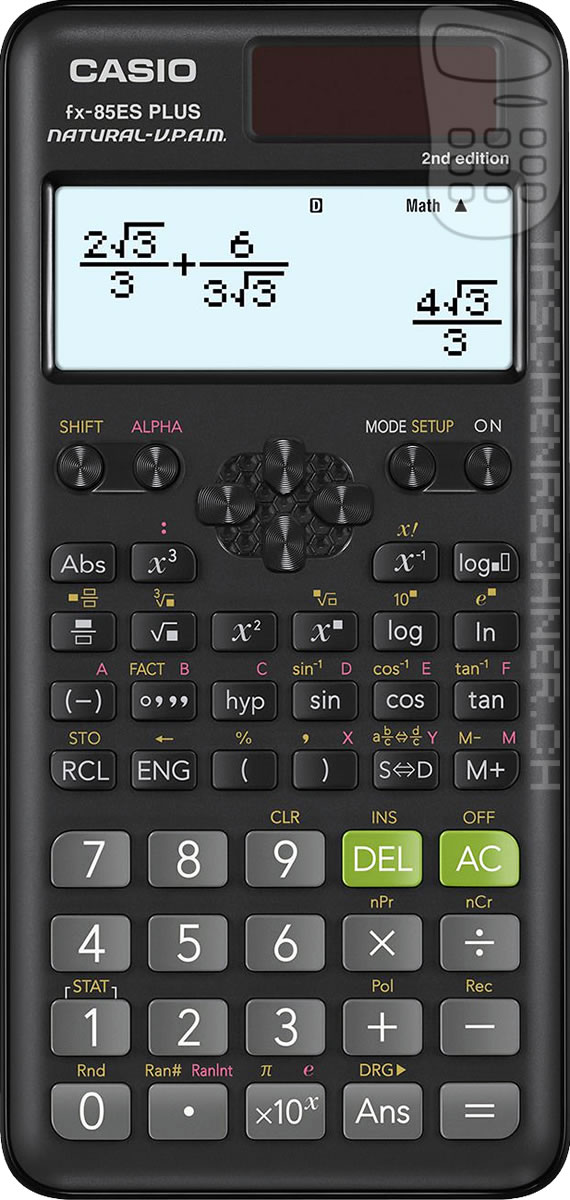 CASIO
fx-85ES PLUS
NATURAL-V.P.A.M.
2nd edition
D Math ▲
2√3/3+6/3√3
4√3/3
SHIFT ALPHA MODE SETUP ON
: x!
Abs x³ x⁻¹ log■□
■⊟ ³√■ ■√□ 10■ e■
√■ x² x■ log ln
A FACT B C sin⁻¹ D cos⁻¹ E tan⁻¹ F
(−) °,,, hyp sin cos tan
STO ← % , X a b/c⇔d/c Y M− M
RCL ENG ( ) S⇔D M+
CLR INS OFF
7 8 9 DEL AC
nPr nCr
4 5 6 × ÷
STAT Pol Rec
1 2 3 + −
Rnd Ran# RanInt π e DRG▶
0 • ×10ˣ Ans =
TASCHENRECHNER.CH